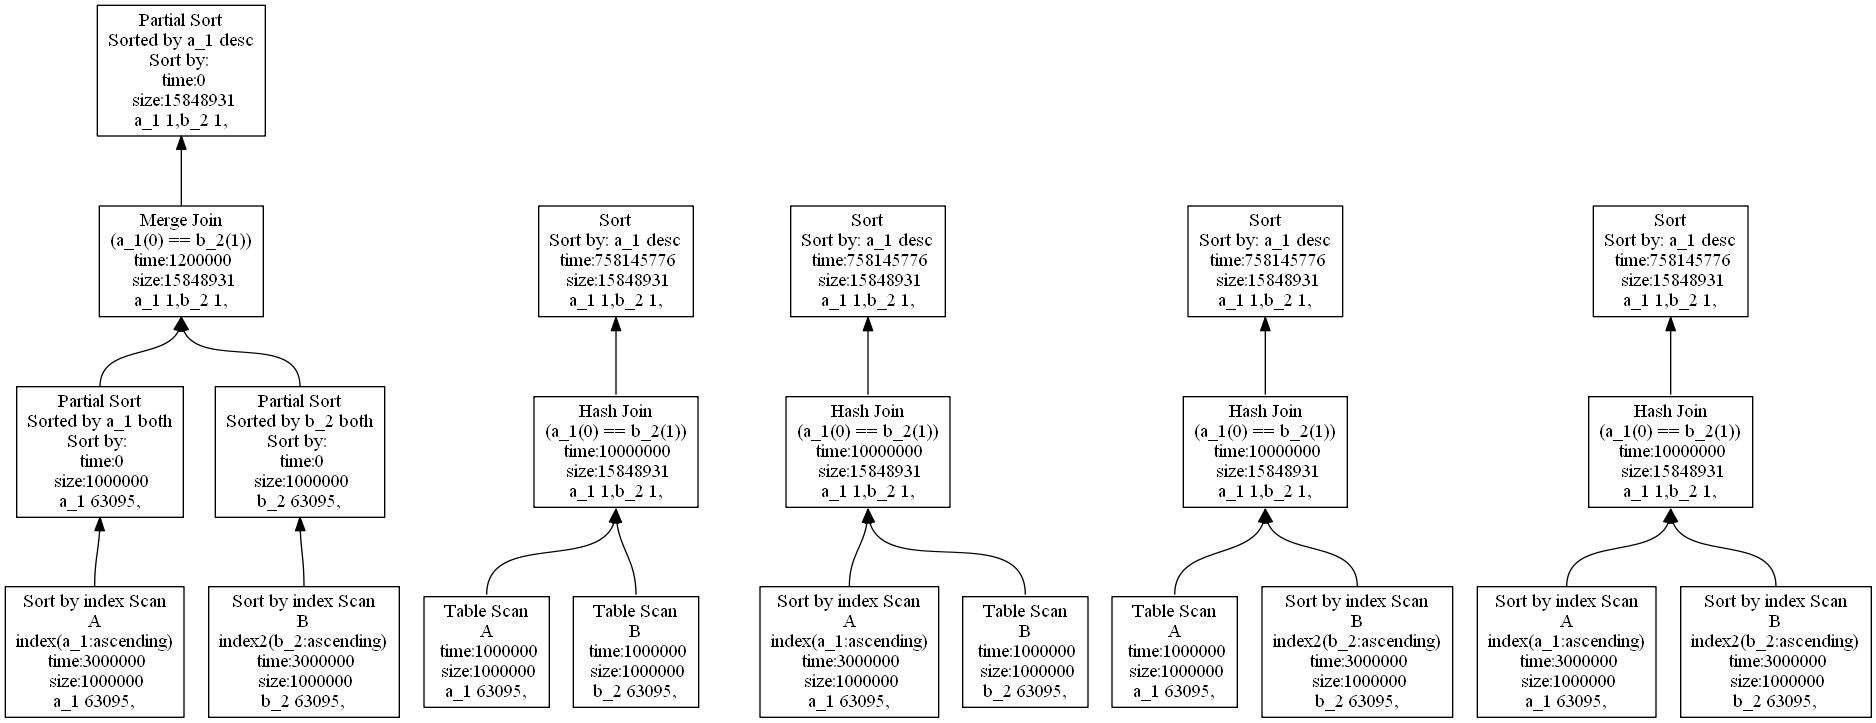 Partial Sort
Sorted by a_1 desc
Sort by:
time:0
size:15848931
a_1 1,b_2 1,
Merge Join
(a_1(0) == b_2(1))
time:1200000
size:15848931
a_1 1,b_2 1,
Partial Sort
Sorted by a_1 both
Sort by:
time:0
size:1000000
a_1 63095,
Partial Sort
Sorted by b_2 both
Sort by:
time:0
size:1000000
b_2 63095,
Sort by index Scan
A
index(a_1:ascending)
time:3000000
size:1000000
a_1 63095,
Sort by index Scan
B
index2(b_2:ascending)
time:3000000
size:1000000
b_2 63095,
Sort
Sort by: a_1 desc
time:758145776
size:15848931
a_1 1,b_2 1,
Hash Join
(a_1(0) == b_2(1))
time:10000000
size:15848931
a_1 1,b_2 1,
Table Scan
A
time:1000000
size:1000000
a_1 63095,
Table Scan
B
time:1000000
size:1000000
b_2 63095,
Sort
Sort by: a_1 desc
time:758145776
size:15848931
a_1 1,b_2 1,
Hash Join
(a_1(0) == b_2(1))
time:10000000
size:15848931
a_1 1,b_2 1,
Sort by index Scan
A
index(a_1:ascending)
time:3000000
size:1000000
a_1 63095,
Table Scan
B
time:1000000
size:1000000
b_2 63095,
Sort
Sort by: a_1 desc
time:758145776
size:15848931
a_1 1,b_2 1,
Hash Join
(a_1(0) == b_2(1))
time:10000000
size:15848931
a_1 1,b_2 1,
Table Scan
A
time:1000000
size:1000000
a_1 63095,
Sort by index Scan
B
index2(b_2:ascending)
time:3000000
size:1000000
b_2 63095,
Sort
Sort by: a_1 desc
time:758145776
size:15848931
a_1 1,b_2 1,
Hash Join
(a_1(0) == b_2(1))
time:10000000
size:15848931
a_1 1,b_2 1,
Sort by index Scan
A
index(a_1:ascending)
time:3000000
size:1000000
a_1 63095,
Sort by index Scan
B
index2(b_2:ascending)
time:3000000
size:1000000
b_2 63095,